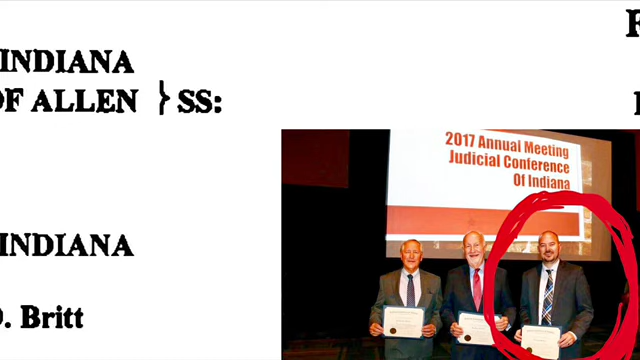 INDIANA
OF ALLEN } SS:
2017 Annual Meeting
Judicial Conference
Of Indiana
INDIANA
Britt